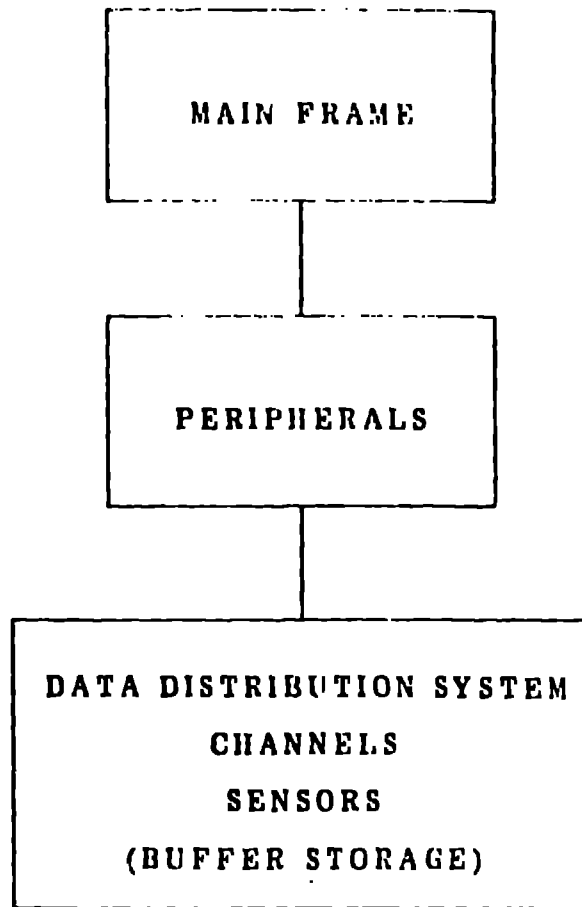 MAIN FRAME
PERIPHERALS
DATA DISTRIBUTION SYSTEM
CHANNELS
SENSORS
(BUFFER STORAGE)